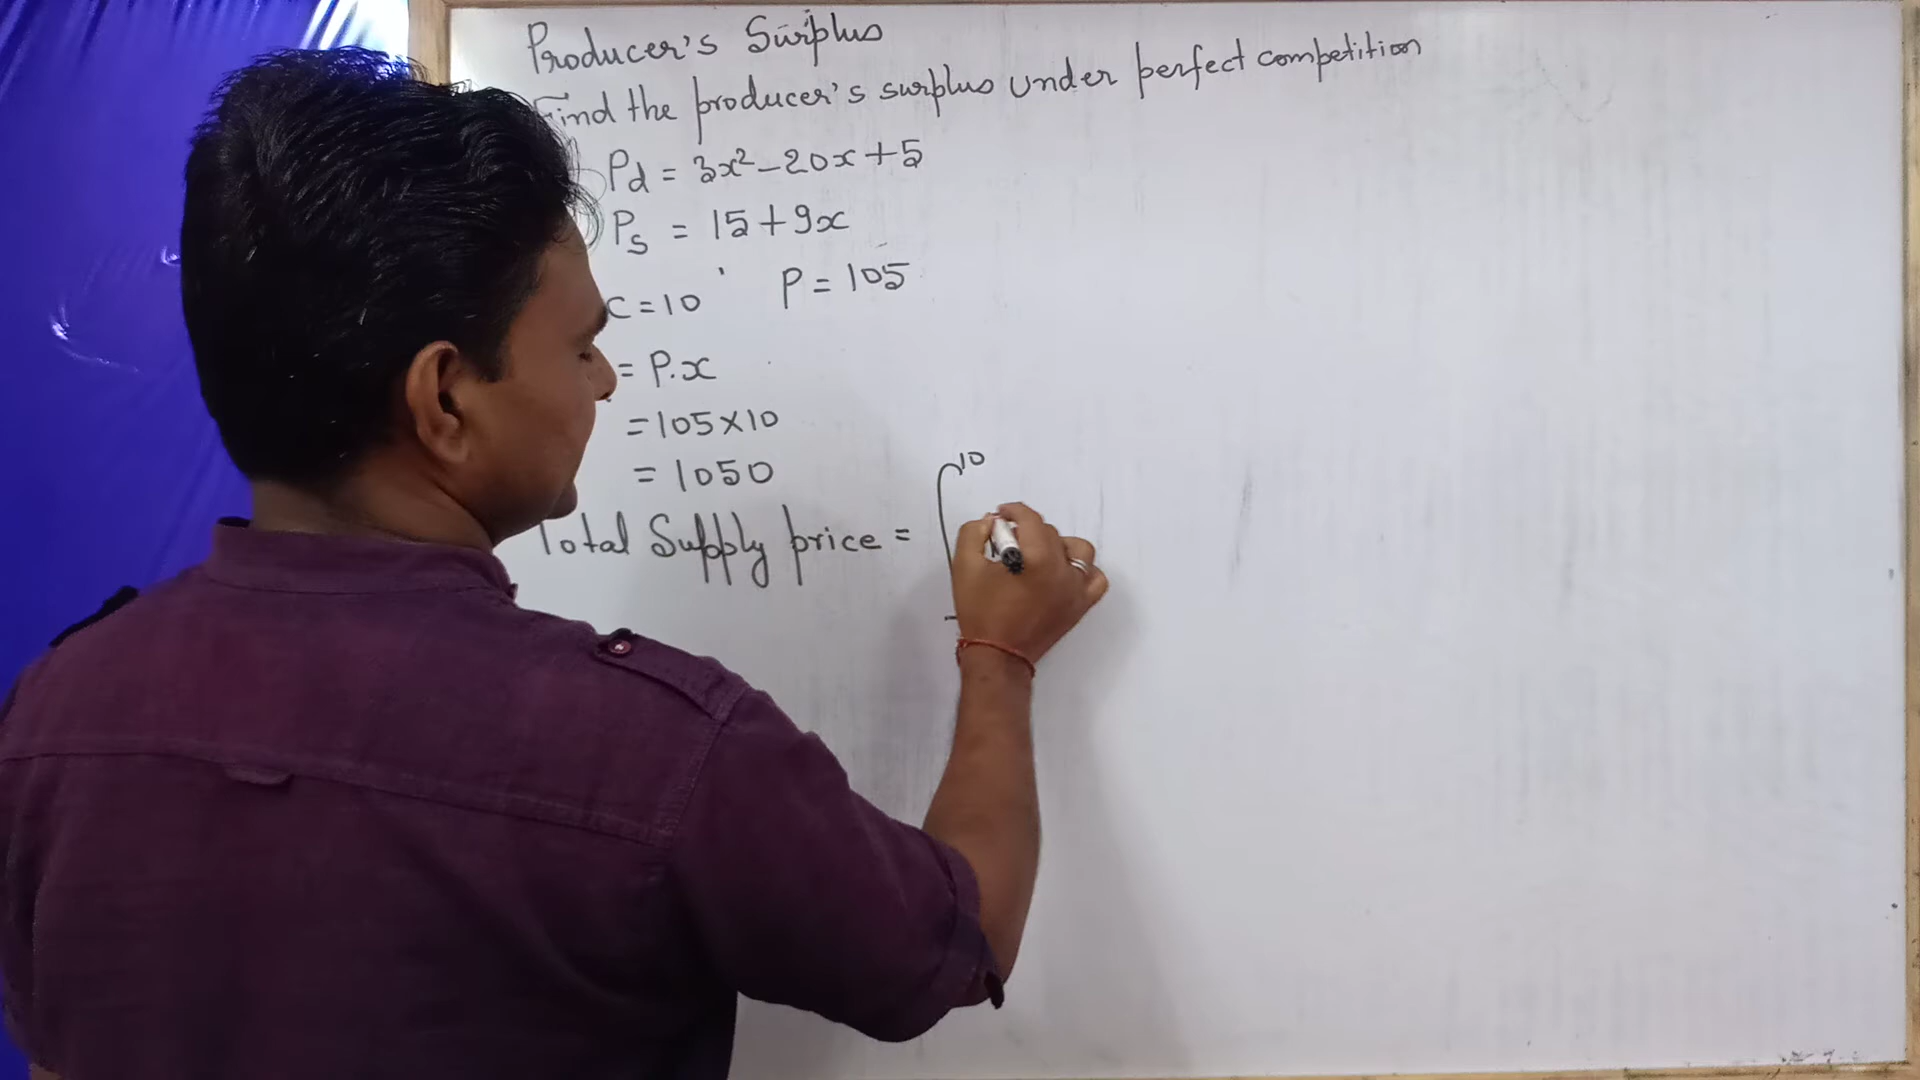 Producer's Surplus
Find the producer's surplus under perfect competition
Pd = 3x² - 20x + 5
Ps = 15 + 9x
x = 10 P = 105
= P.x
= 105 × 10
= 1050
Total Supply price = ∫ 10